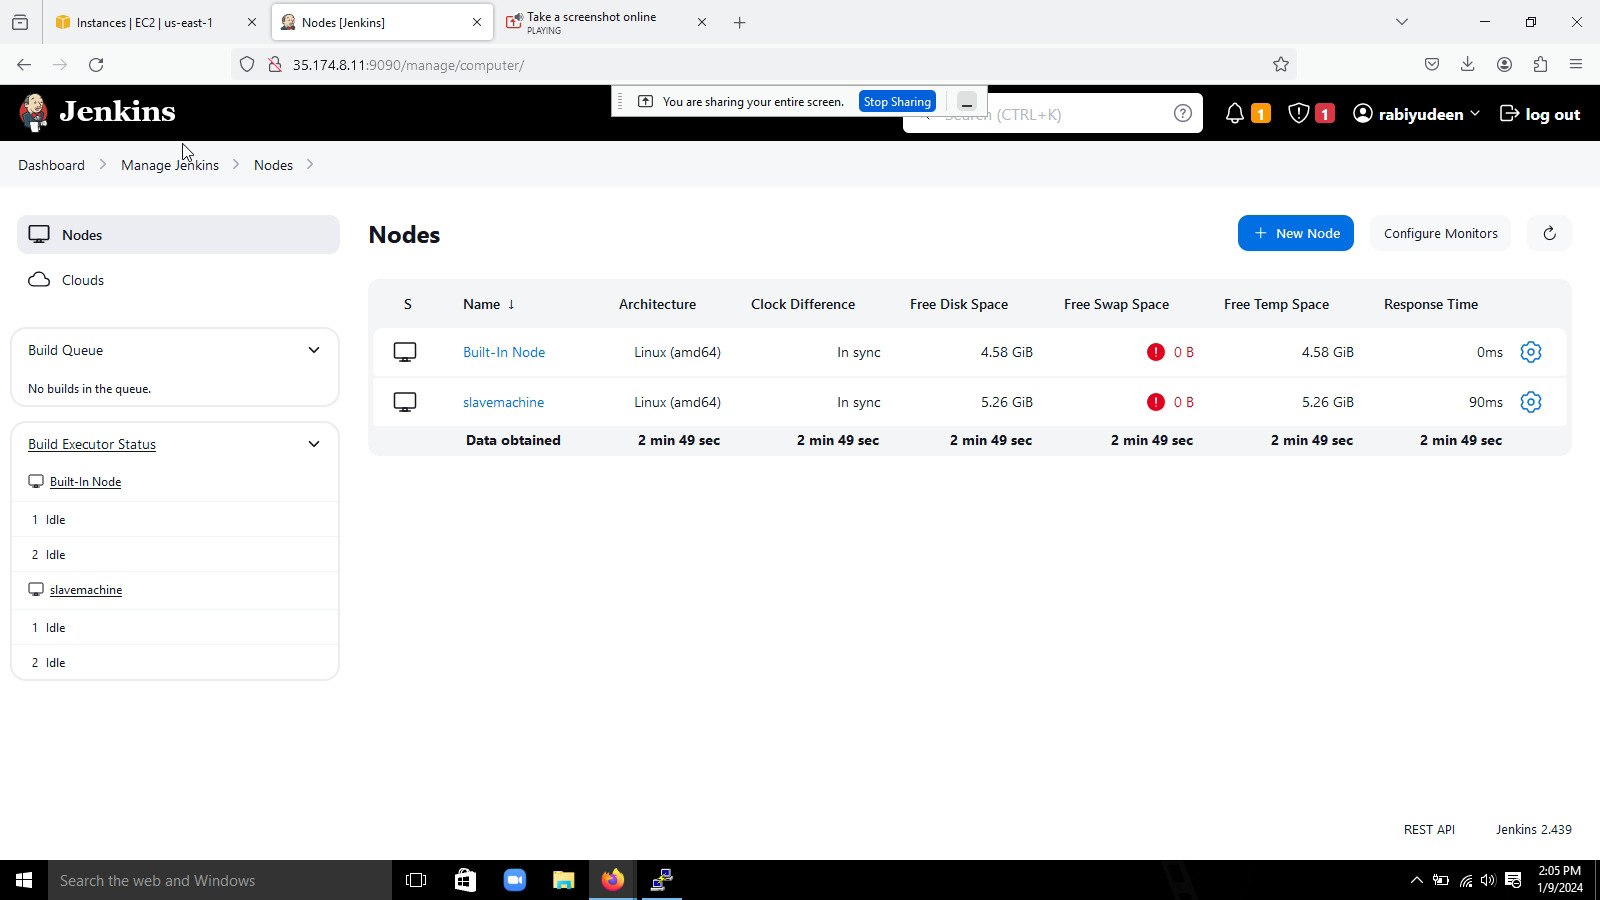 Instances | EC2 | us-east-1
Nodes [Jenkins]
Take a screenshot online
PLAYING
35.174.8.11:9090/manage/computer/
You are sharing your entire screen.
Stop Sharing
Jenkins
Search (CTRL+K)
1
1
rabiyudeen
log out
Dashboard
Manage Jenkins
Nodes
Nodes
Clouds
Build Queue
No builds in the queue.
Build Executor Status
Built-In Node
1 Idle
2 Idle
slavemachine
1 Idle
2 Idle
Nodes
+ New Node
Configure Monitors
S Name ↓ Architecture Clock Difference Free Disk Space Free Swap Space Free Temp Space Response Time
Built-In Node Linux (amd64) In sync 4.58 GiB ! 0 B 4.58 GiB 0ms
slavemachine Linux (amd64) In sync 5.26 GiB ! 0 B 5.26 GiB 90ms
Data obtained 2 min 49 sec 2 min 49 sec 2 min 49 sec 2 min 49 sec 2 min 49 sec 2 min 49 sec
REST API
Jenkins 2.439
Search the web and Windows
2:05 PM
1/9/2024